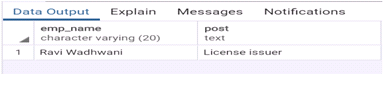 Data Output Explain Messages Notifications
emp_name post
character varying (20) text
1 Ravi Wadhwani License issuer